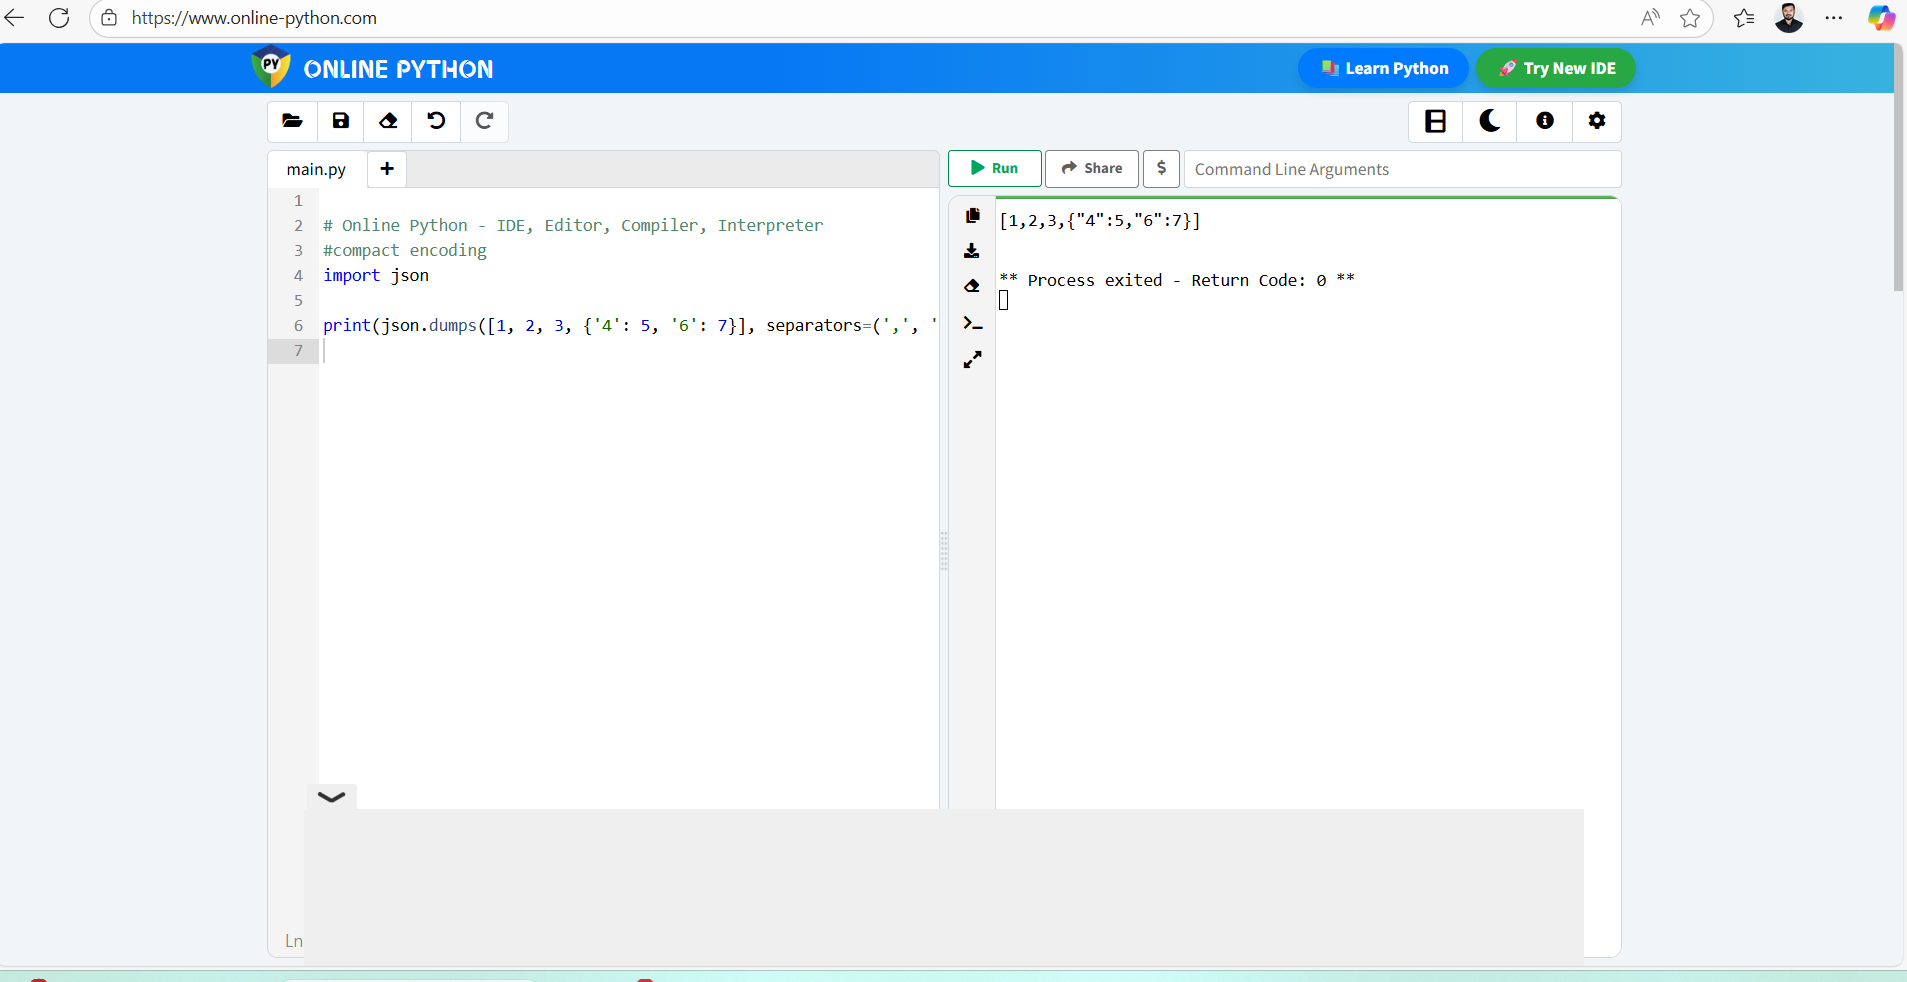 https://www.online-python.com
PY ONLINE PYTHON
Learn Python
Try New IDE
main.py
+
Run
Share
$
Command Line Arguments
1
2 # Online Python - IDE, Editor, Compiler, Interpreter
3 #compact encoding
4 import json
5
6 print(json.dumps([1, 2, 3, {'4': 5, '6': 7}], separators=(',', '
7
[1,2,3,{"4":5,"6":7}]
** Process exited - Return Code: 0 **
Ln